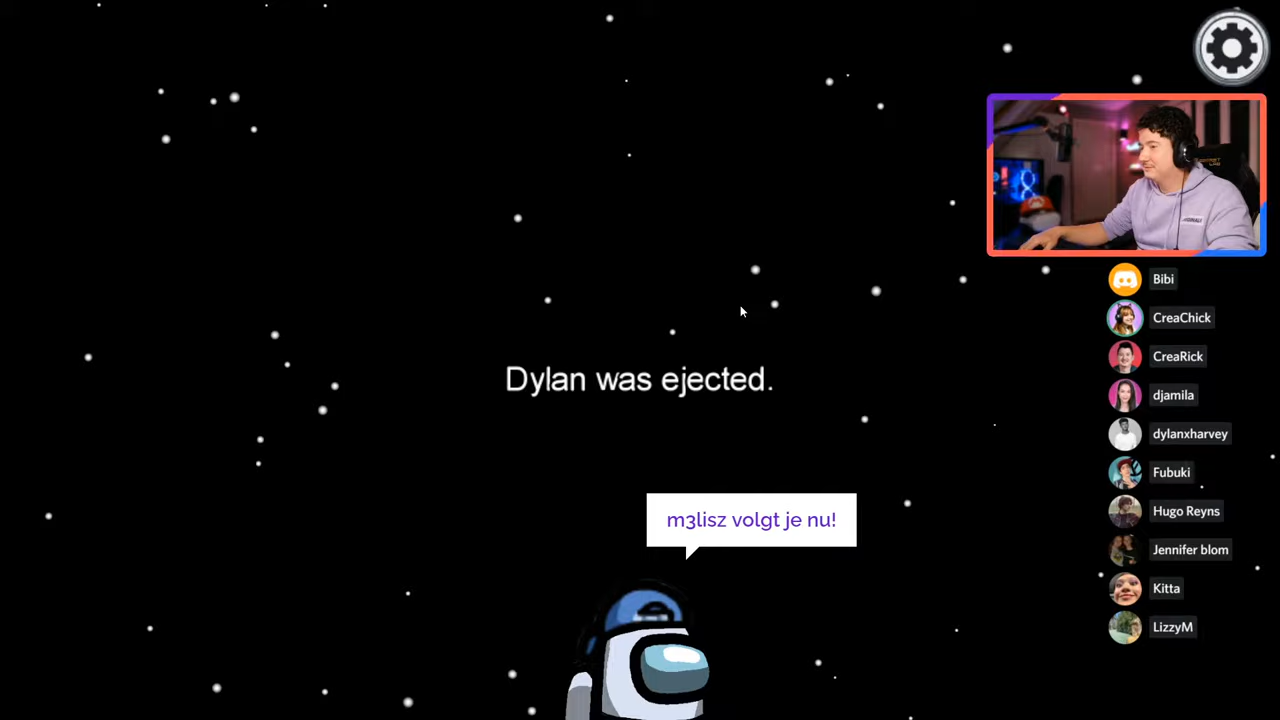 Bibi
CreaChick
CreaRick
djamila
dylanxharvey
Fubuki
Hugo Reyns
Jennifer blom
Kitta
LizzyM
Dylan was ejected.
m3lisz volgt je nu!